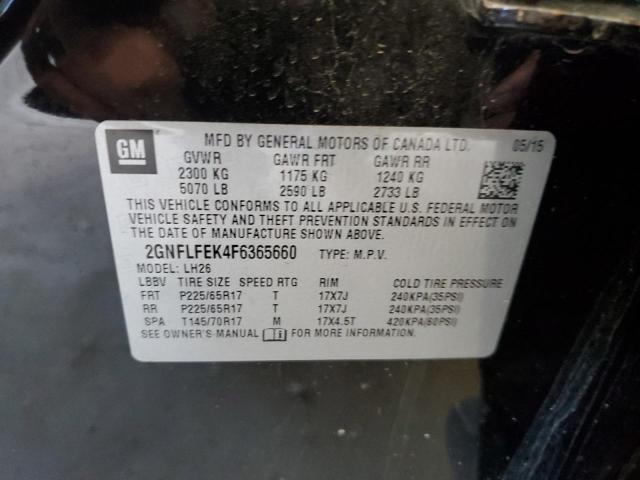 GM MFD BY GENERAL MOTORS OF CANADA LTD. 05/15
GVWR GAWR FRT GAWR RR
2300 KG 1175 KG 1240 KG
5070 LB 2590 LB 2733 LB
THIS VEHICLE CONFORMS TO ALL APPLICABLE U.S. FEDERAL MOTOR
VEHICLE SAFETY AND THEFT PREVENTION STANDARDS IN EFFECT ON
THE DATE OF MANUFACTURE SHOWN ABOVE.
2GNFLFEK4F6365660 TYPE: M.P.V.
MODEL: LH26
LBBV TIRE SIZE SPEED RTG RIM COLD TIRE PRESSURE
FRT P225/65R17 T 17X7J 240KPA(35PSI)
RR P225/65R17 T 17X7J 240KPA(35PSI)
SPA T145/70R17 M 17X4.5T 420KPA(60PSI)
SEE OWNER'S MANUAL FOR MORE INFORMATION.